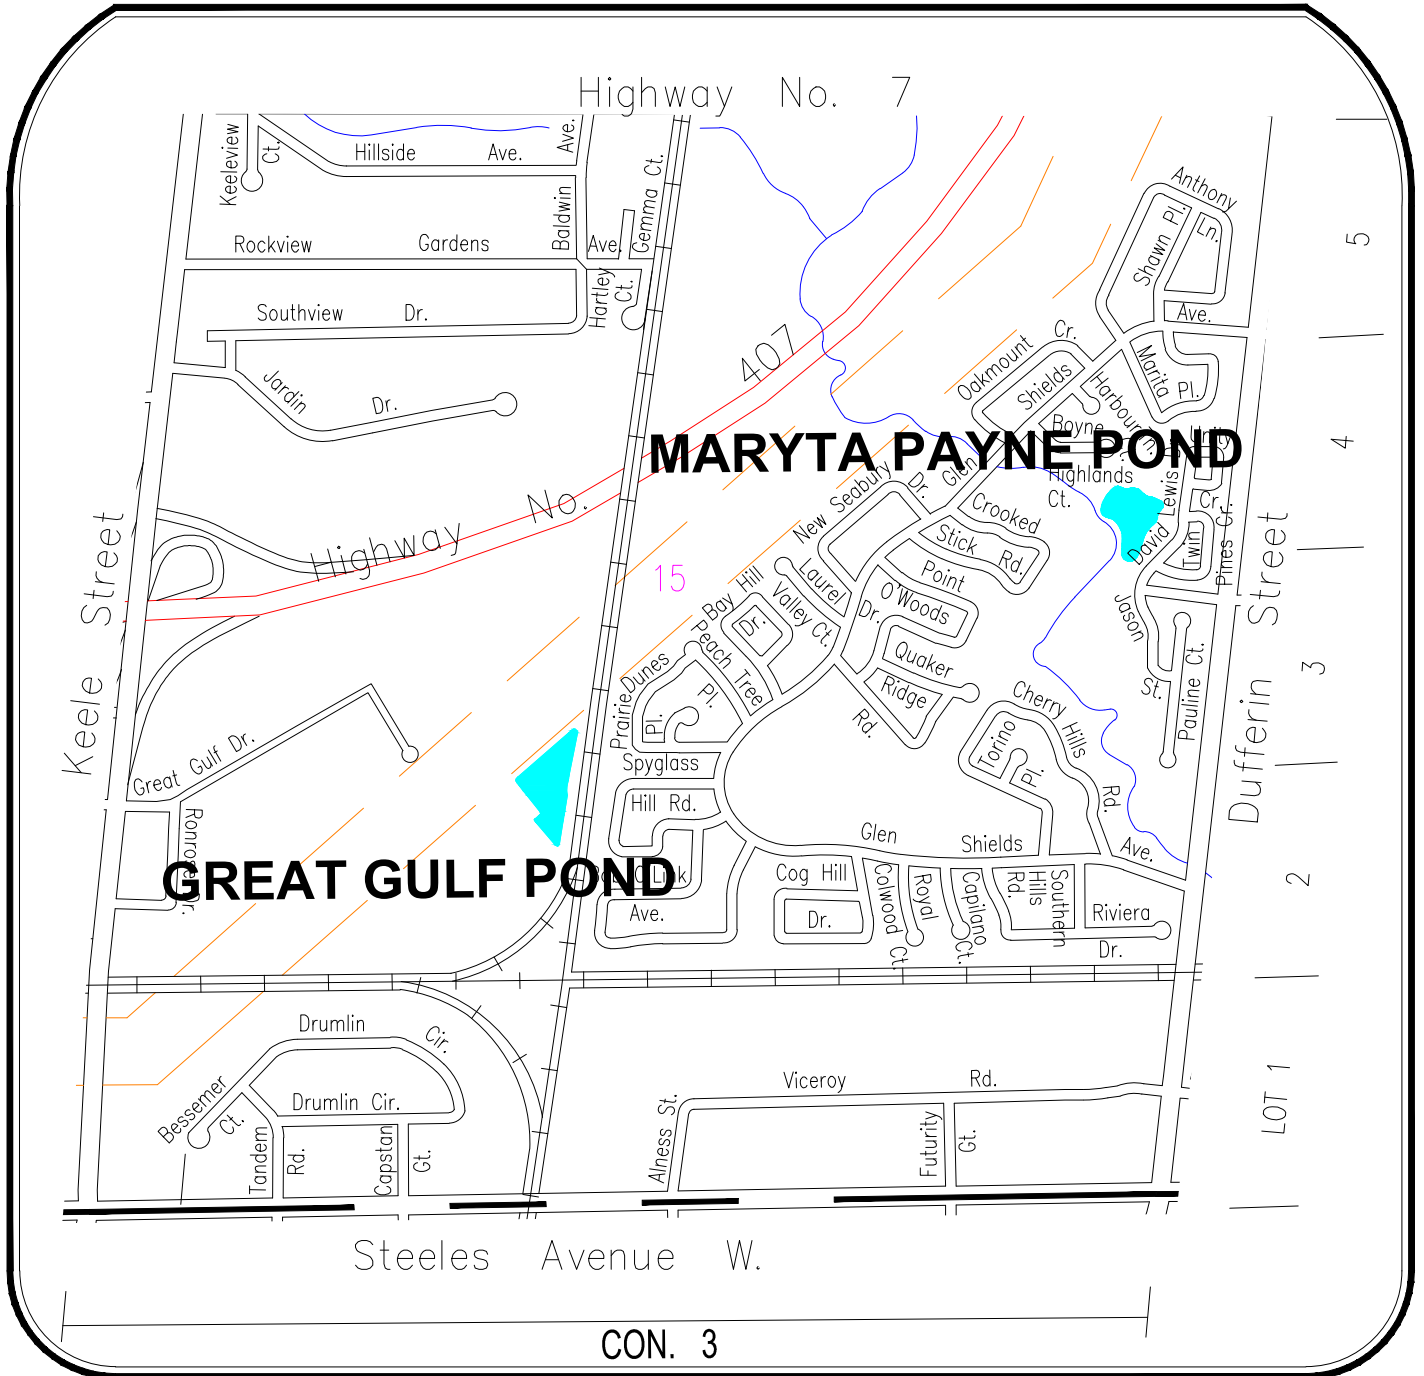 Highway No. 7
Keeleview Ct.
Hillside Ave.
Baldwin Ave.
Gemma Ct.
Anthony Ln.
Shawn Pl.
Rockview Gardens Ave.
Hartley Ct.
Southview Dr.
Ave.
5
Jardin Dr.
407
Oakmount Cr.
Shields
Harbour
Marita Pl.
Boyne
4
MARYTA PAYNE POND
Unity
Highlands Ct.
David Lewis
Cr.
New Seabury Dr.
Glen
Crooked
Stick Rd.
Twin
Pines Cr.
Highway No.
Keele Street
15
Bay Hill Dr.
Laurel
Valley Ct.
Point
O'Woods
Dr.
Jason St.
Dufferin Street
Peach Tree Pl.
Quaker
Ridge Rd.
Prairie Dunes Pl.
Cherry Hills Rd.
Torino Pl.
Pauline Ct.
3
Great Gulf Dr.
Spyglass
Hill Rd.
Ronrose Dr.
Glen Shields Ave.
GREAT GULF POND
Link
Ave.
Cog Hill
Dr.
Colwood Ct.
Royal
Capilano Ct.
Southern
Hills
Rd.
Riviera
Dr.
2
Drumlin Cir.
Bessemer Ct.
Drumlin Cir.
Tandem Rd.
Capstan Gt.
Alness St.
Viceroy Rd.
Futurity Gt.
LOT 1
Steeles Avenue W.
CON. 3